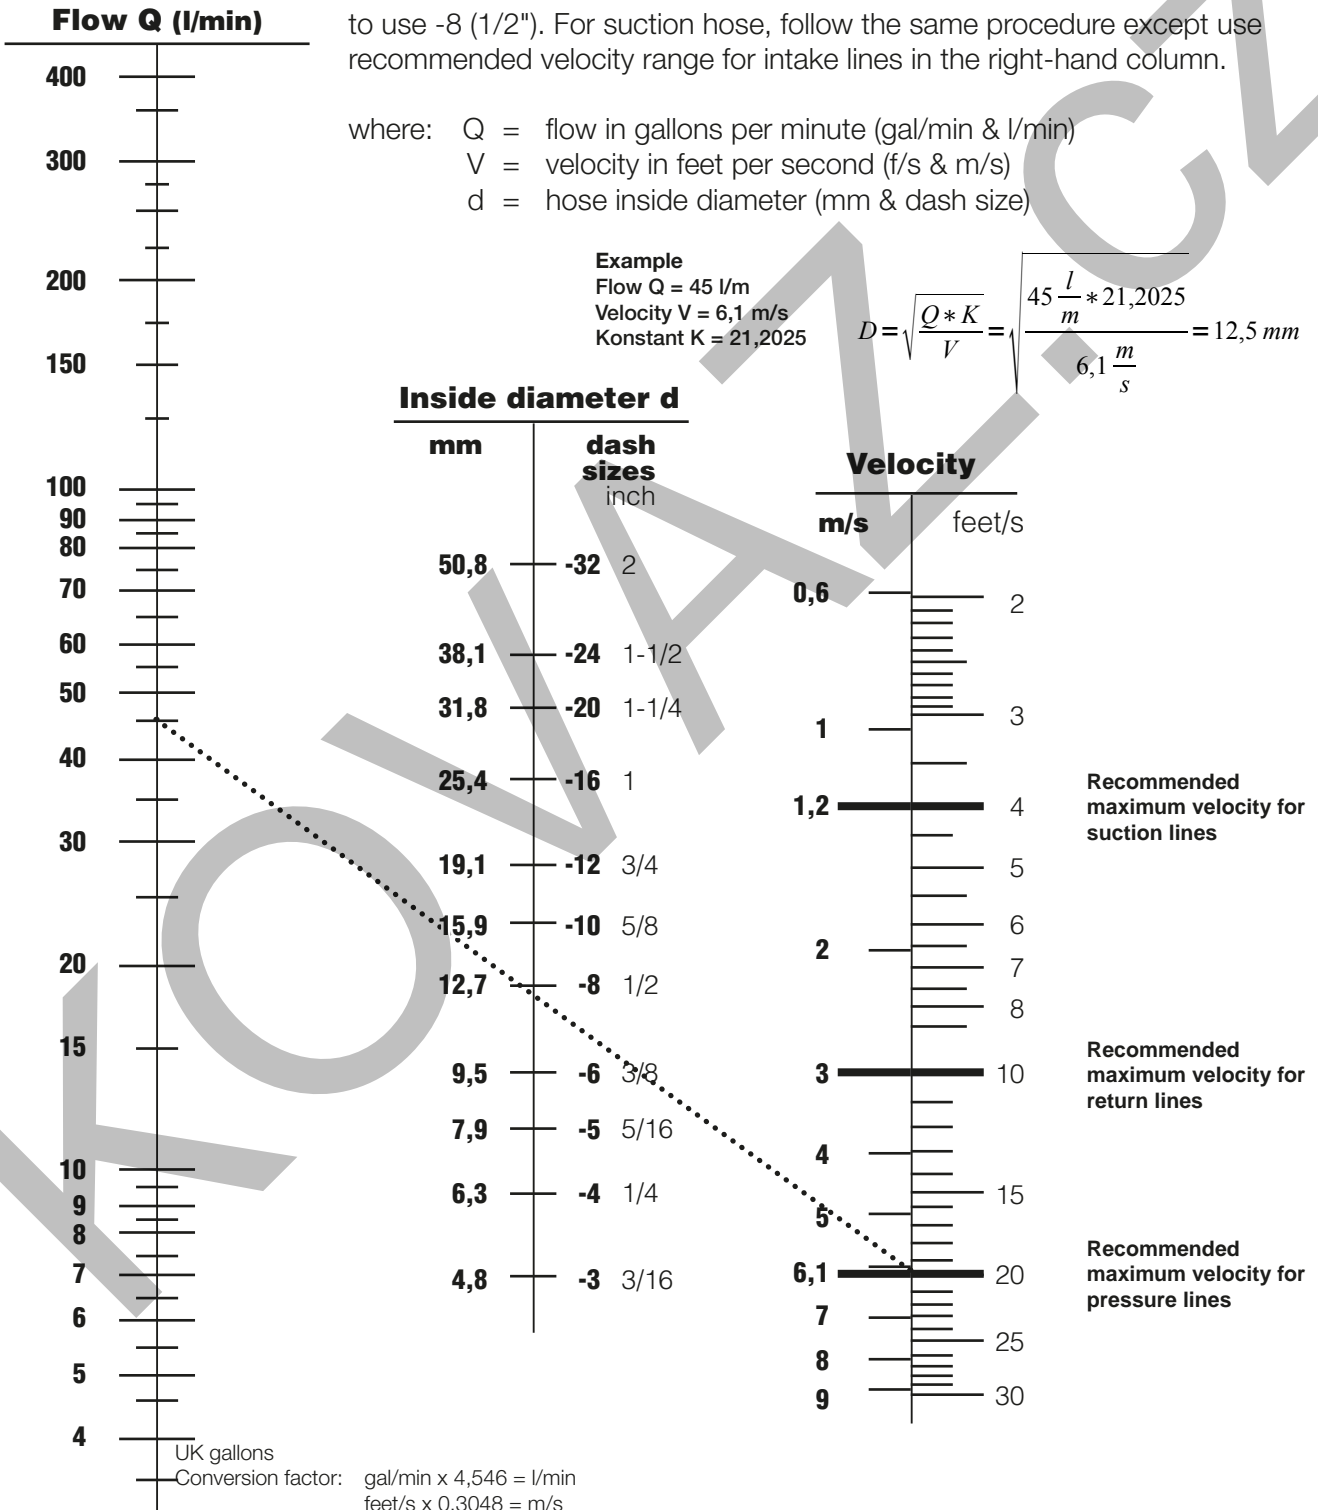 Flow Q (l/min)
to use -8 (1/2"). For suction hose, follow the same procedure except use
recommended velocity range for intake lines in the right-hand column.
where: Q = flow in gallons per minute (gal/min & l/min)
V = velocity in feet per second (f/s & m/s)
d = hose inside diameter (mm & dash size)
Example
Flow Q = 45 l/m
Velocity V = 6,1 m/s
Konstant K = 21,2025
D = √(Q * K / V) = √(45 l/m * 21,2025 / 6,1 m/s) = 12,5 mm
400
300
200
150
100
90
80
70
60
50
40
30
20
15
10
9
8
7
6
5
4
Inside diameter d
mm dash sizes
inch
50,8 -32 2
38,1 -24 1-1/2
31,8 -20 1-1/4
25,4 -16 1
19,1 -12 3/4
15,9 -10 5/8
12,7 -8 1/2
9,5 -6 3/8
7,9 -5 5/16
6,3 -4 1/4
4,8 -3 3/16
Velocity
m/s feet/s
0,6
1
1,2
2
3
4
5
6,1
7
8
9
2
3
4
5
6
7
8
10
15
20
25
30
Recommended
maximum velocity for
suction lines
Recommended
maximum velocity for
return lines
Recommended
maximum velocity for
pressure lines
UK gallons
Conversion factor: gal/min x 4,546 = l/min
feet/s x 0,3048 = m/s
KOVAZ.CZ